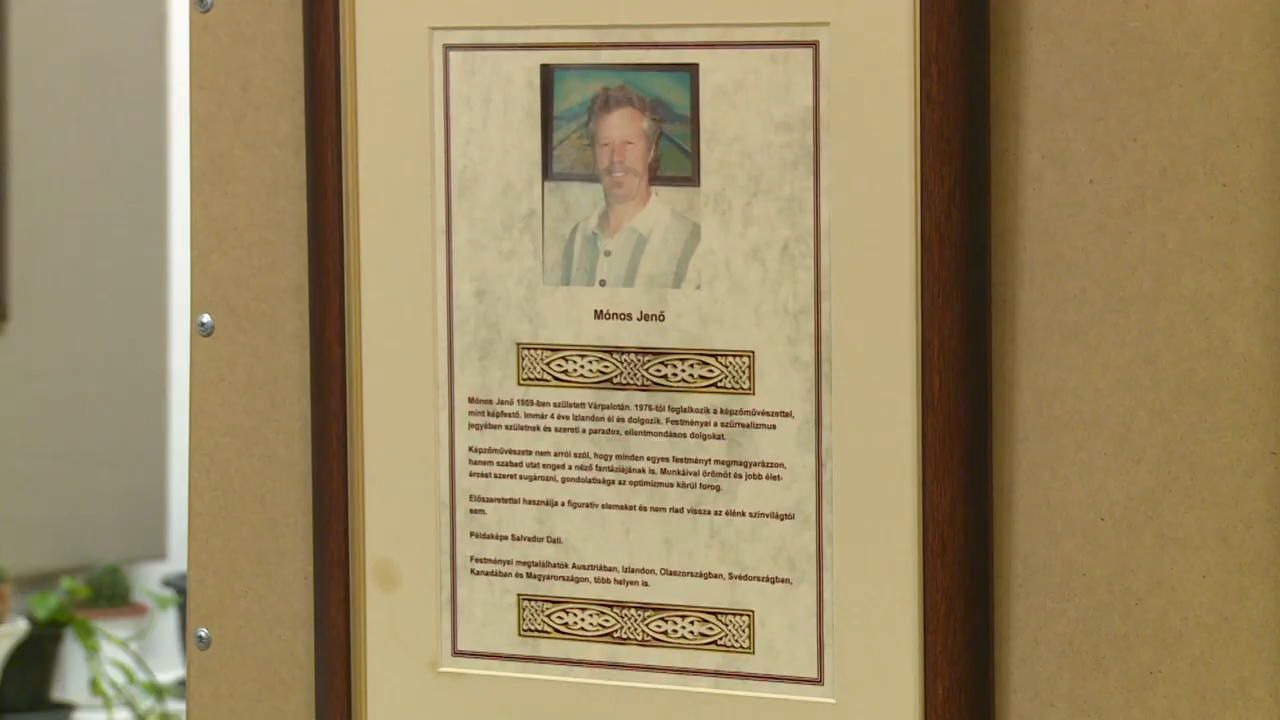 Mónos Jenő
Mónos Jenő 1959-ben született Várpalotán. 1976-tól foglalkozik a képzőművészettel,
mint képfestő. Immár 4 éve Izlandon él és dolgozik. Festményei a szürrealizmus
jegyében születnek és szereti a paradox, ellentmondásos dolgokat.
Képzőművészete nem arról szól, hogy minden egyes festményt megmagyarázzon,
hanem szabad utat enged a néző fantáziájának is. Munkáival örömöt és jobb élet-
érzést szeret sugározni, gondolatisága az optimizmus körül forog.
Előszeretettel használja a figurativ elemeket és nem riad vissza az élénk színvilágtól
sem.
Példaképe Salvador Dali.
Festményei megtalálhatók Ausztriában, Izlandon, Olaszországban, Svédországban,
Kanadában és Magyarországon, több helyen is.